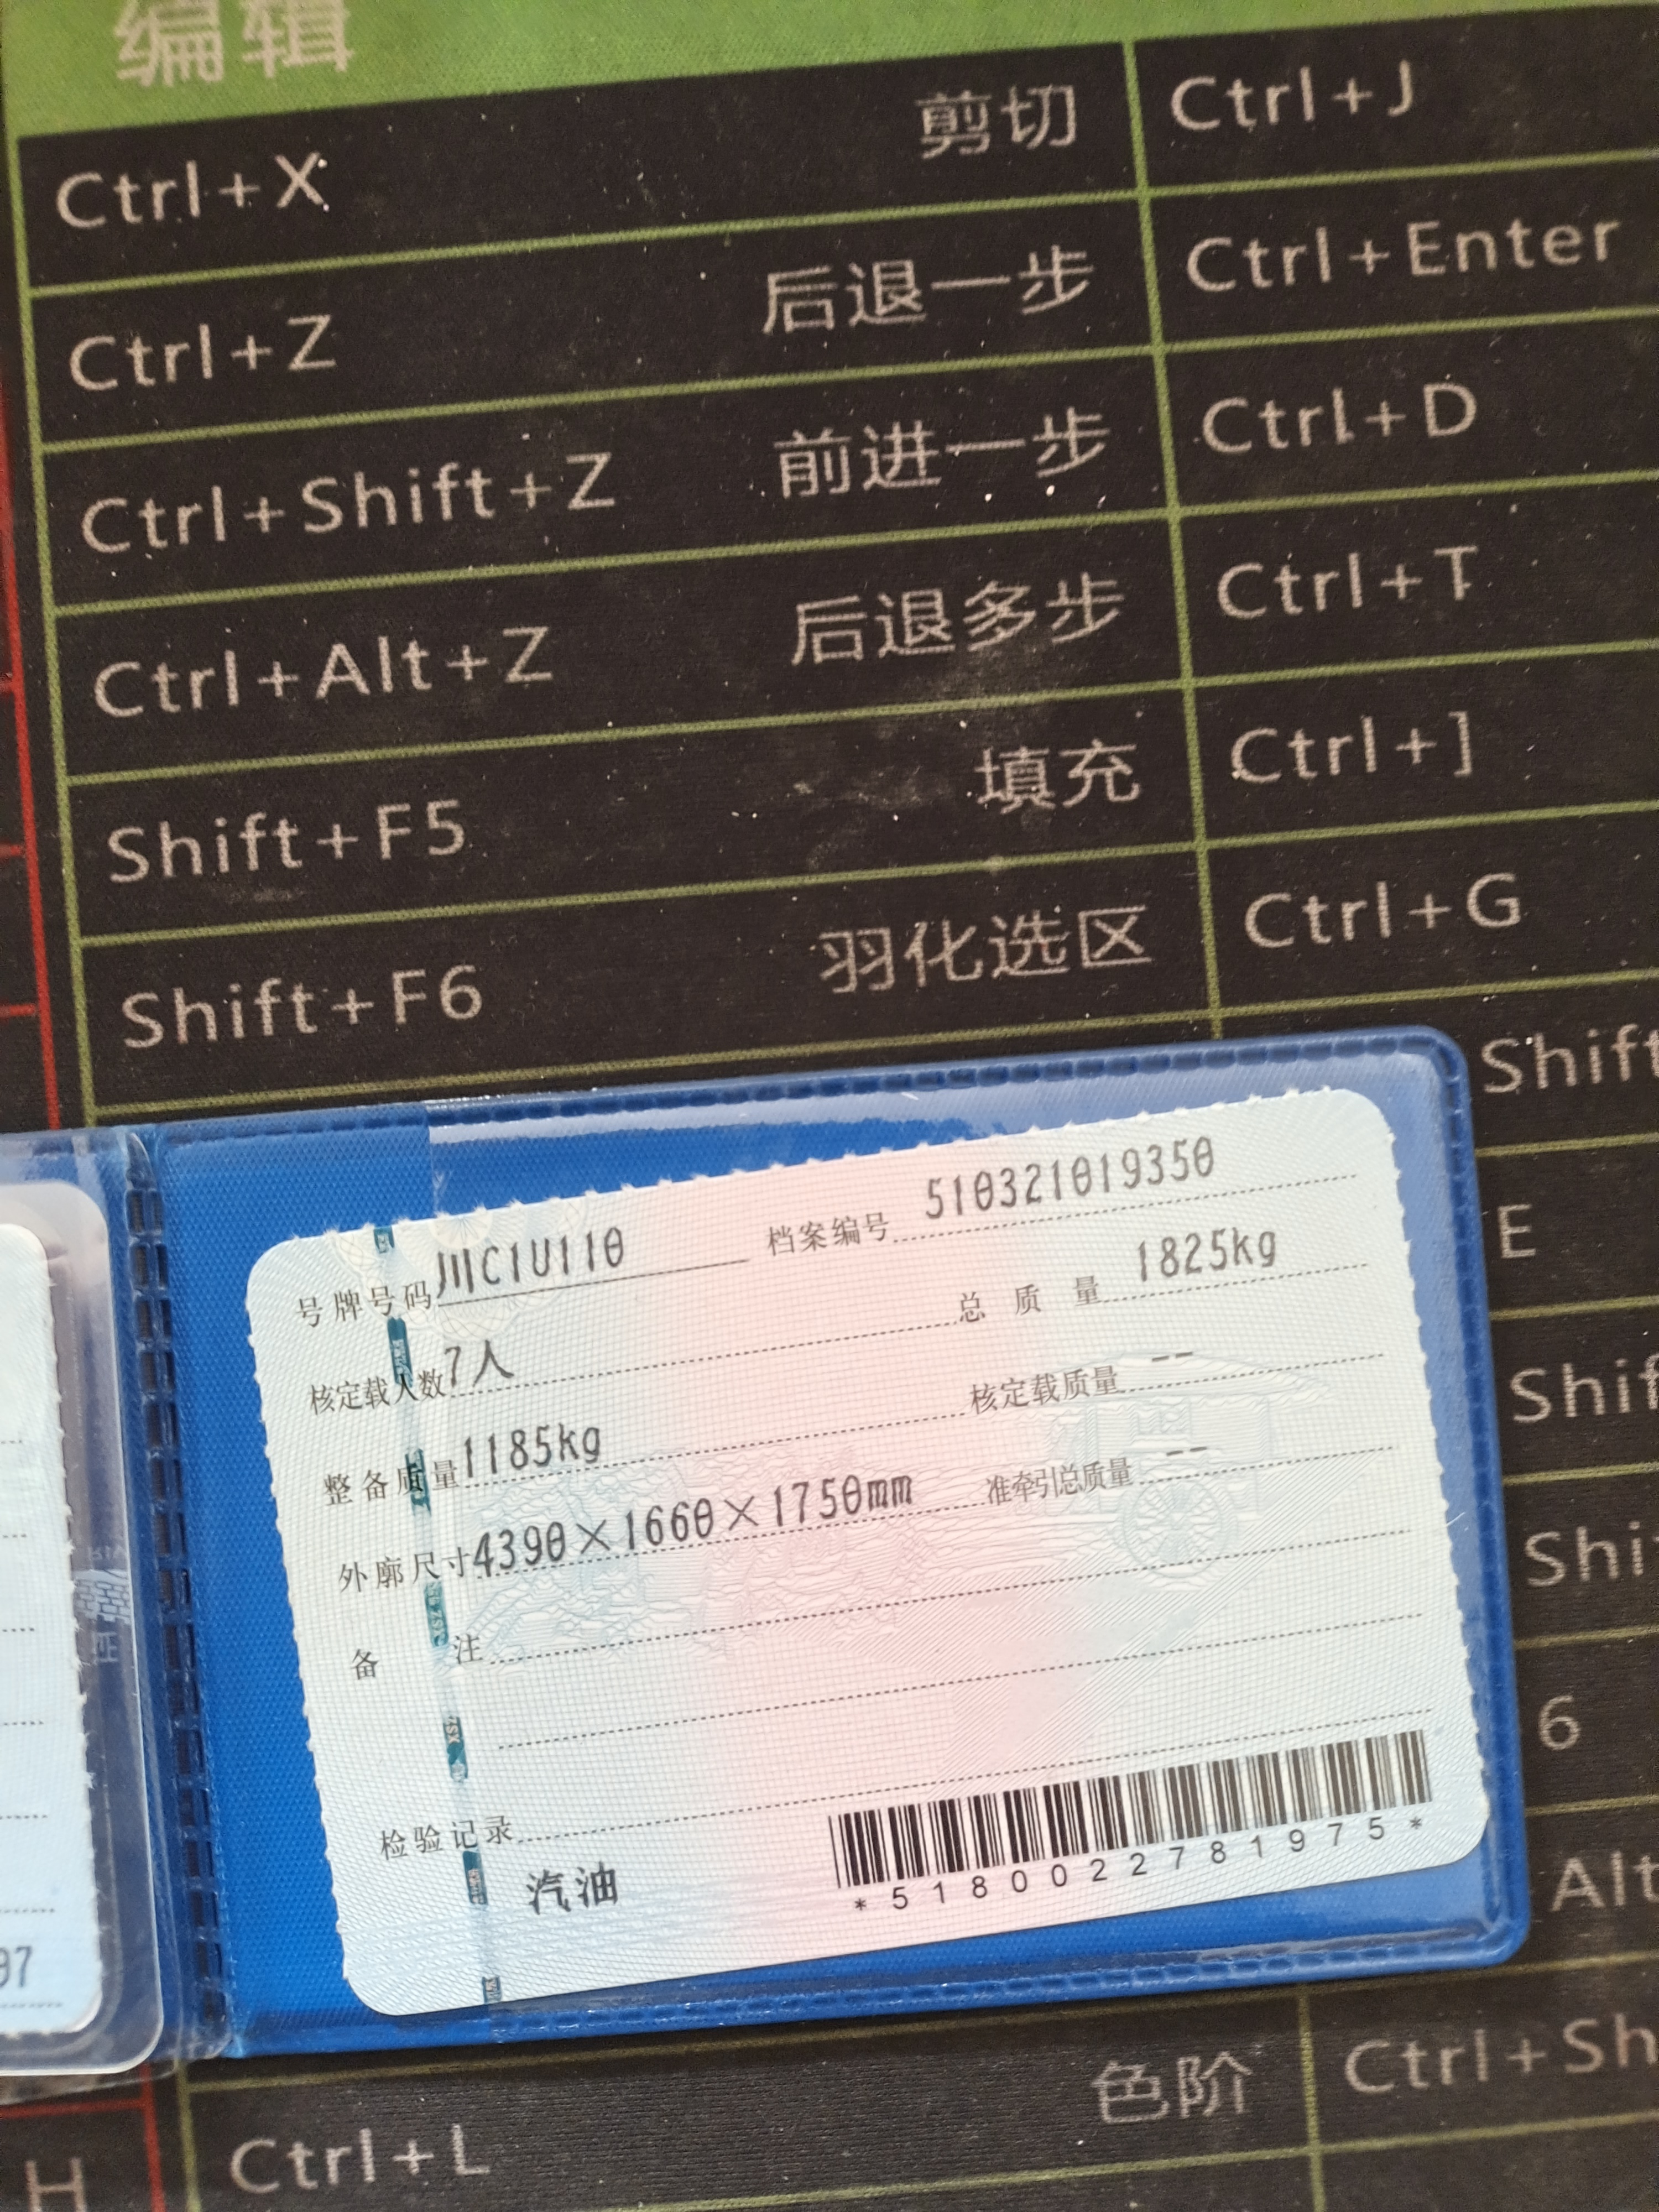 编辑
Ctrl+X 剪切 Ctrl+J
Ctrl+Z 后退一步 Ctrl+Enter
Ctrl+Shift+Z 前进一步 Ctrl+D
Ctrl+Alt+Z 后退多步 Ctrl+T
Shift+F5 填充 Ctrl+]
Shift+F6 羽化选区 Ctrl+G
Shift
号牌号码 川C1U110 档案编号 510321019350
E
核定载人数 7人 总质量 1825kg
整备质量 1185kg 核定载质量 --
Shif
外廓尺寸 4390×1660×1750mm 准牵引总质量 --
Shi
备注
6
检验记录
汽油
*5180022781975*
Alt
97
色阶 Ctrl+Sh
H Ctrl+L